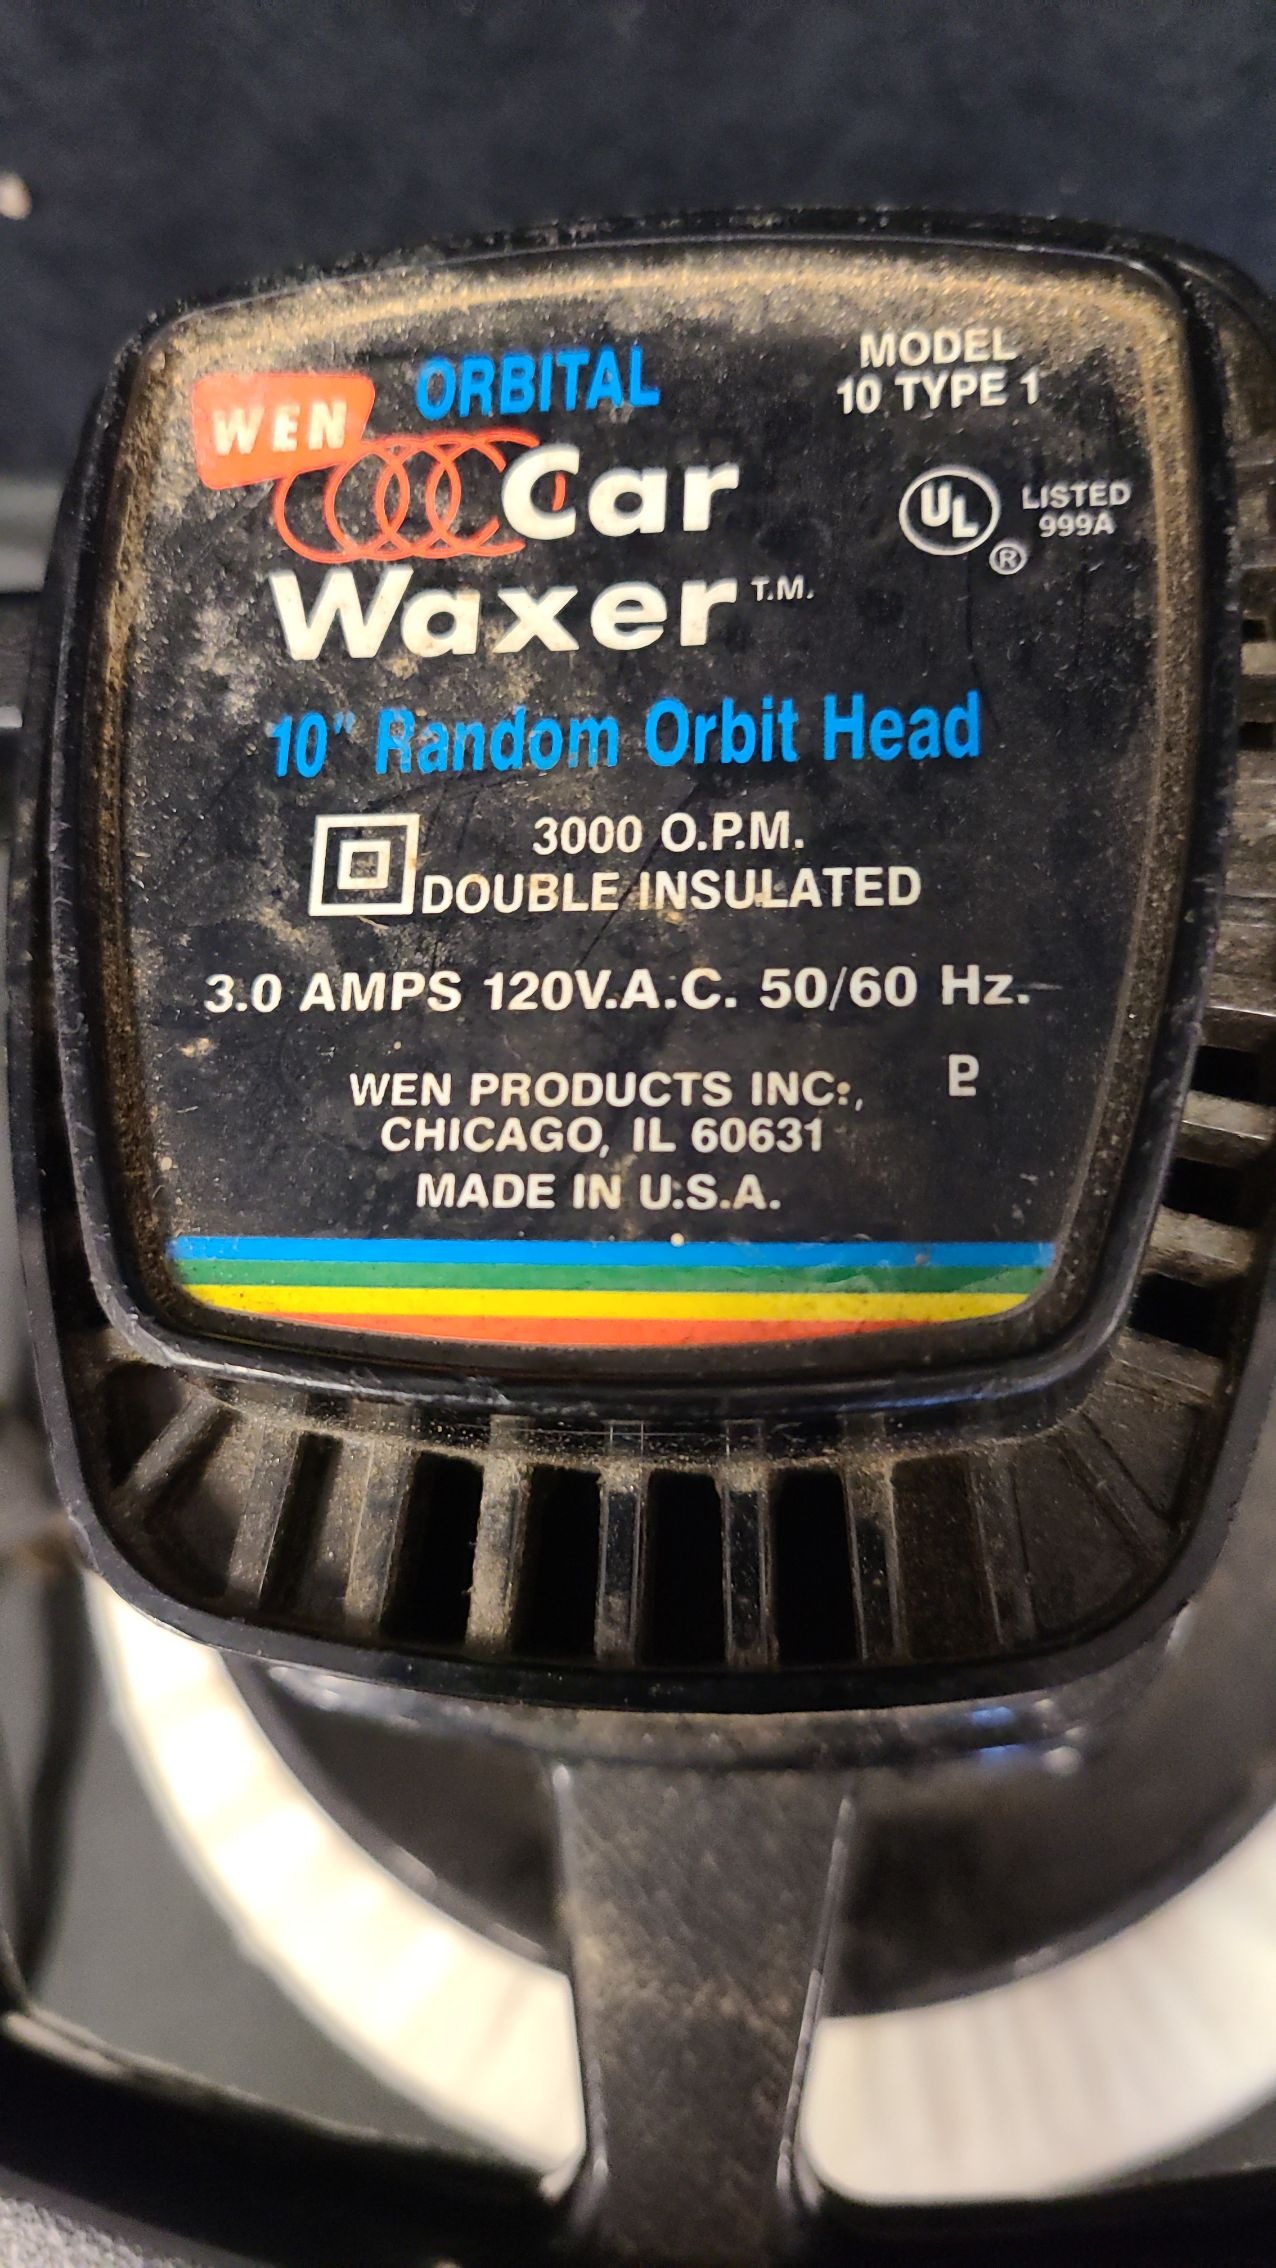 WEN ORBITAL
Car
Waxer T.M.
MODEL
10 TYPE 1
UL LISTED
999A
®
10" Random Orbit Head
3000 O.P.M.
DOUBLE INSULATED
3.0 AMPS 120V.A.C. 50/60 Hz.
WEN PRODUCTS INC.,
CHICAGO, IL 60631
MADE IN U.S.A.